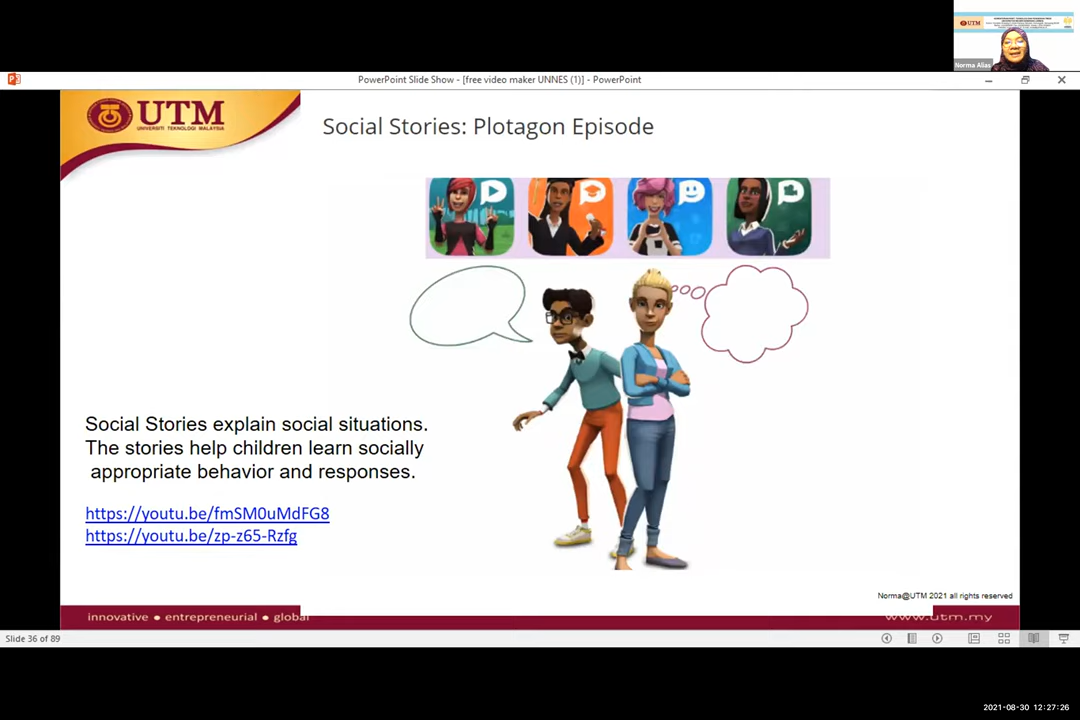 UTM
Norma Alias
PowerPoint Slide Show - [free video maker UNNES (1)] - PowerPoint
UTM
UNIVERSITI TEKNOLOGI MALAYSIA
Social Stories: Plotagon Episode
Social Stories explain social situations.
The stories help children learn socially
appropriate behavior and responses.
https://youtu.be/fmSM0uMdFG8
https://youtu.be/zp-z65-Rzfg
Norma@UTM 2021 all rights reserved
innovative ● entrepreneurial ● global
www.utm.my
Slide 36 of 89
2021-08-30 12:27:26